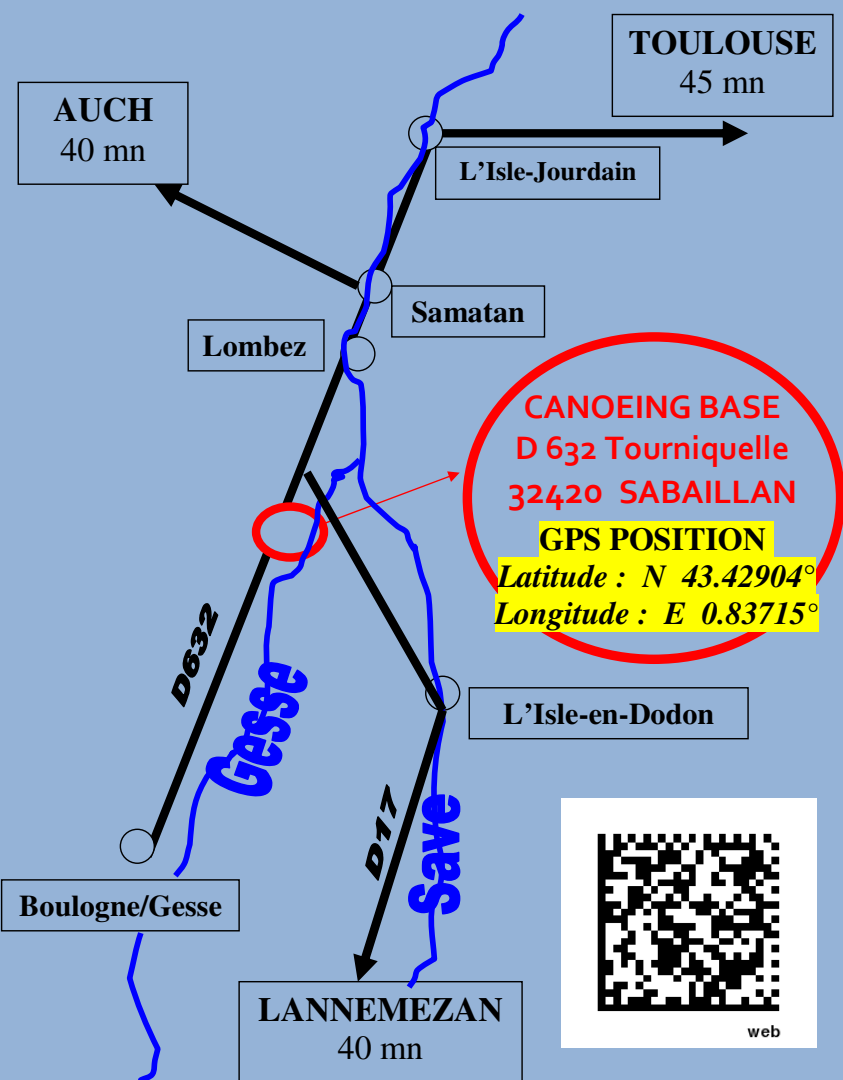 TOULOUSE
45 mn
AUCH
40 mn
L'Isle-Jourdain
Samatan
Lombez
CANOEING BASE
D 632 Tourniquelle
32420 SABAILLAN
GPS POSITION
Latitude : N 43.42904°
Longitude : E 0.83715°
D632
Gesse
L'Isle-en-Dodon
D17
Save
Boulogne/Gesse
LANNEMEZAN
40 mn
web